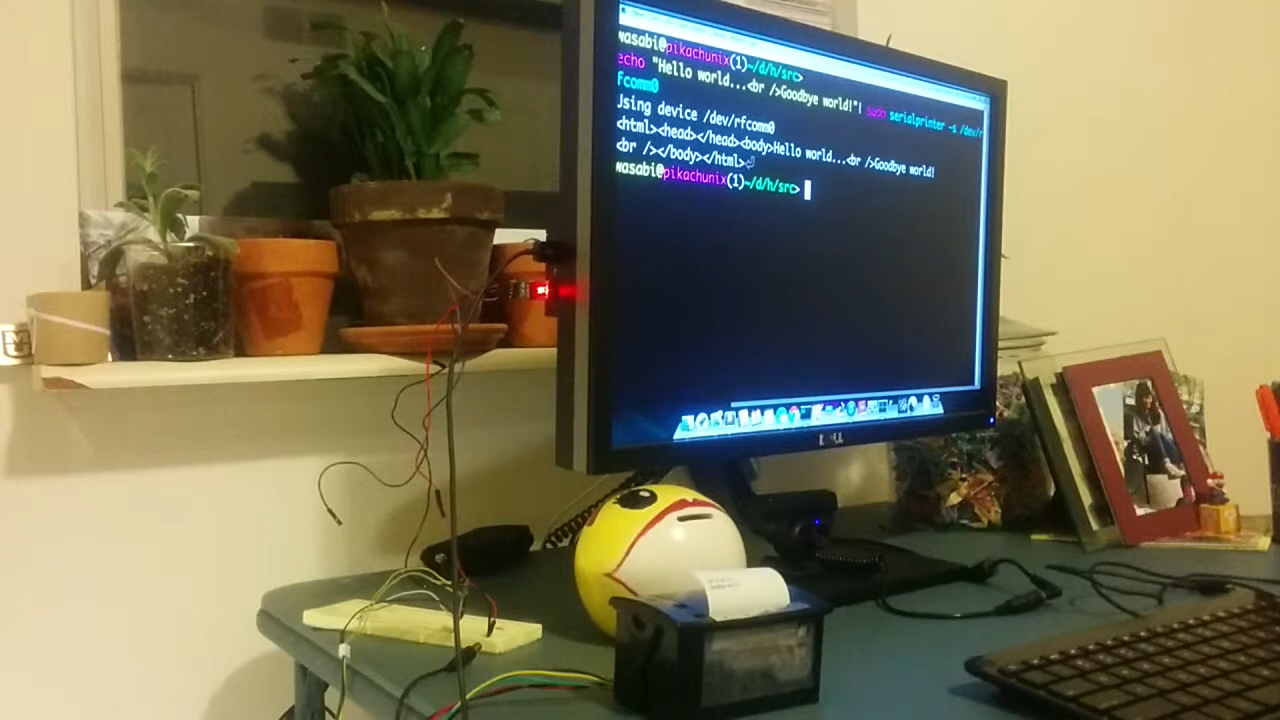 wasabi@pikachunix(1)~/d/h/src>
echo "Hello world...<br />Goodbye world!"| sudo serialprinter -s /dev/r
fcomm0
Using device /dev/rfcomm0
<html><head></head><body>Hello world...<br />Goodbye world!
<br /></body></html>⏎
wasabi@pikachunix(1)~/d/h/src>
DELL